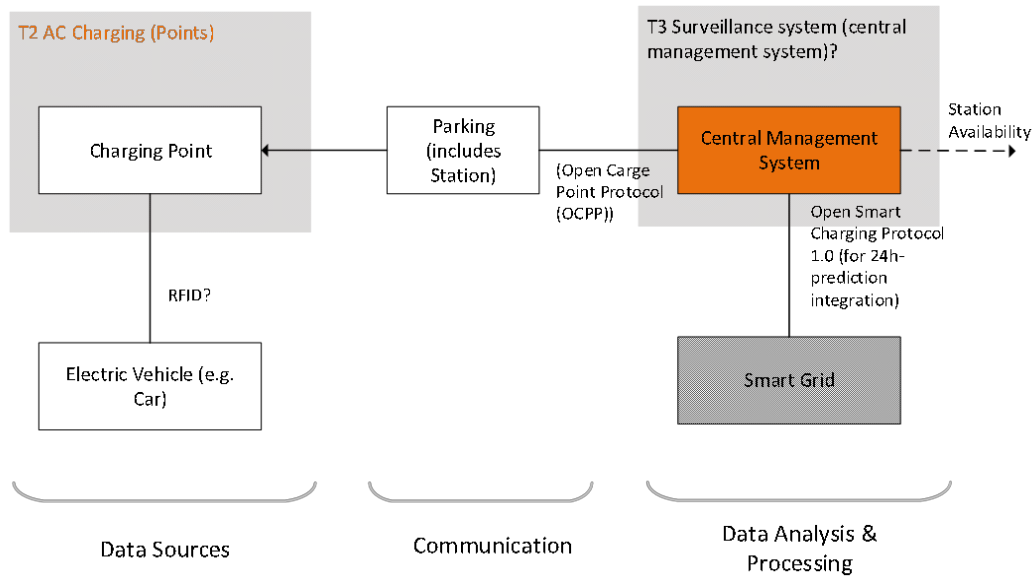 T2 AC Charging (Points)
T3 Surveillance system (central
management system)?
Charging Point
Parking
(includes
Station)
Central Management
System
Station
Availability
(Open Carge
Point Protocol
(OCPP))
Open Smart
Charging Protocol
1.0 (for 24h-
prediction
integration)
RFID?
Electric Vehicle (e.g.
Car)
Smart Grid
Data Sources
Communication
Data Analysis &
Processing